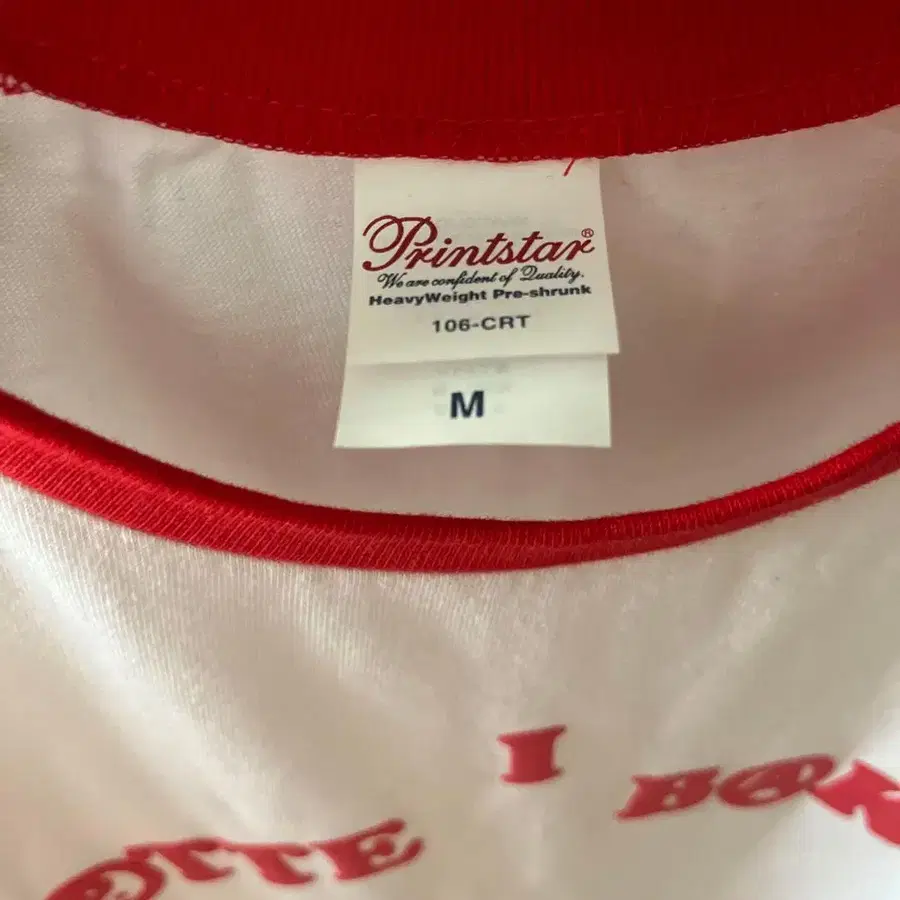 Printstar®
We are confident of Quality.
HeavyWeight Pre-shrunk
106-CRT
M
I